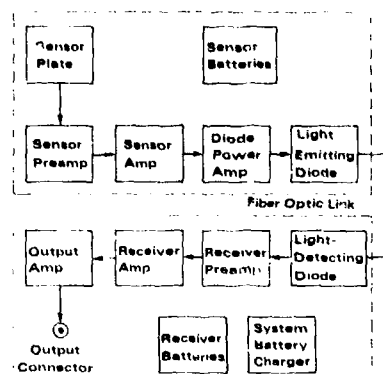 Sensor
Plate
Sensor
Batteries
Sensor
Preamp
Sensor
Amp
Diode
Power
Amp
Light
Emitting
Diode
Fiber Optic Link
Output
Amp
Receiver
Amp
Receiver
Preamp
Light-
Detecting
Diode
Output
Connector
Receiver
Batteries
System
Battery
Charger